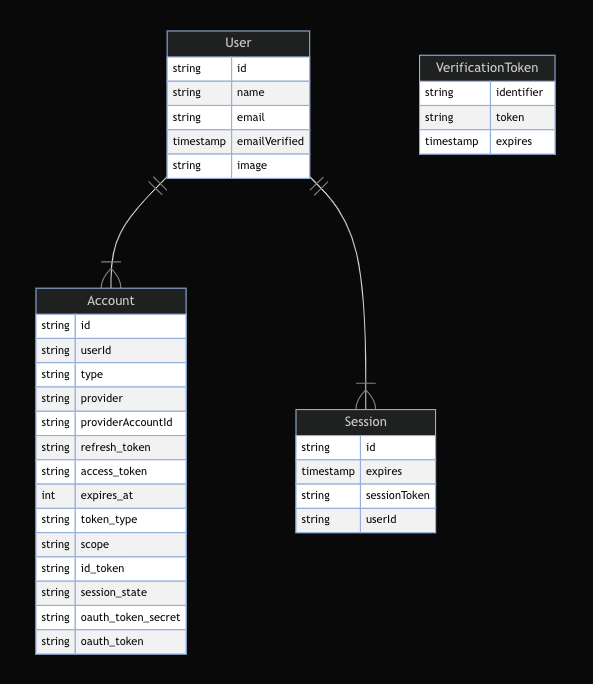 User
string id
string name
string email
timestamp emailVerified
string image
VerificationToken
string identifier
string token
timestamp expires
Account
string id
string userId
string type
string provider
string providerAccountId
string refresh_token
string access_token
int expires_at
string token_type
string scope
string id_token
string session_state
string oauth_token_secret
string oauth_token
Session
string id
timestamp expires
string sessionToken
string userId